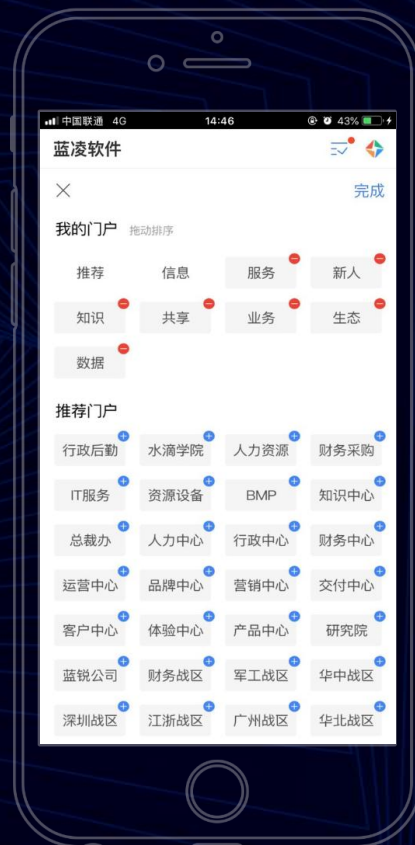 中国联通 4G 14:46 43%
蓝凌软件
完成
我的门户 拖动排序
推荐 信息 服务 新人
知识 共享 业务 生态
数据
推荐门户
行政后勤 水滴学院 人力资源 财务采购
IT服务 资源设备 BMP 知识中心
总裁办 人力中心 行政中心 财务中心
运营中心 品牌中心 营销中心 交付中心
客户中心 体验中心 产品中心 研究院
蓝锐公司 财务战区 军工战区 华中战区
深圳战区 江浙战区 广州战区 华北战区